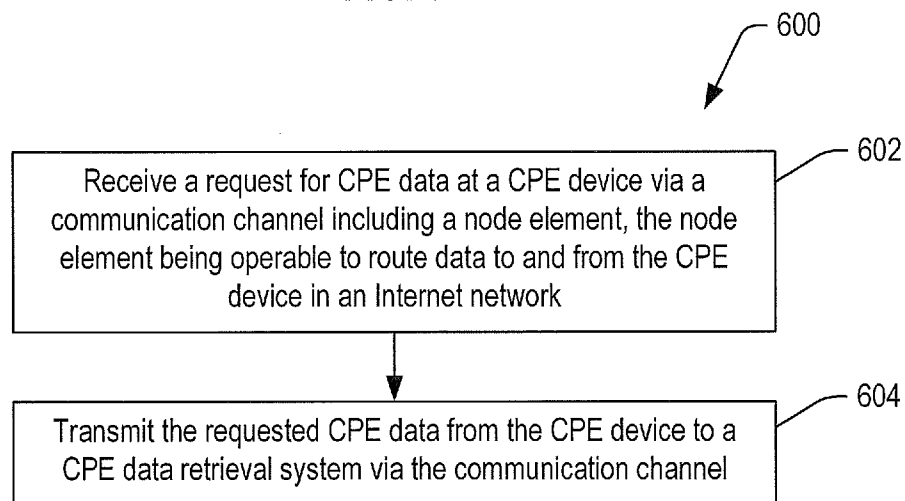 600
602
Receive a request for CPE data at a CPE device via a
communication channel including a node element, the node
element being operable to route data to and from the CPE
device in an Internet network
604
Transmit the requested CPE data from the CPE device to a
CPE data retrieval system via the communication channel